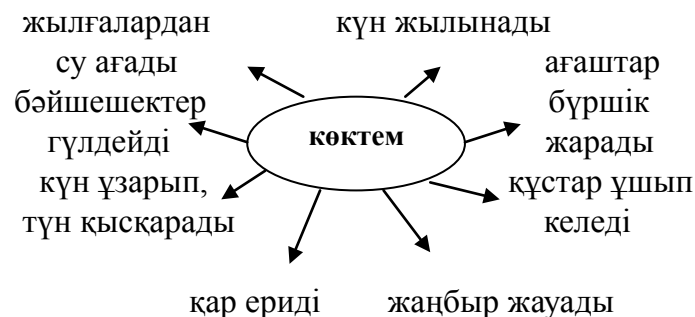 жылғалардан
су ағады
күн жылынады
бәйшешектер
гүлдейді
көктем
ағаштар
бүршік
жарады
күн ұзарып,
түн қысқарады
құстар ұшып
келеді
қар ериді
жаңбыр жауады